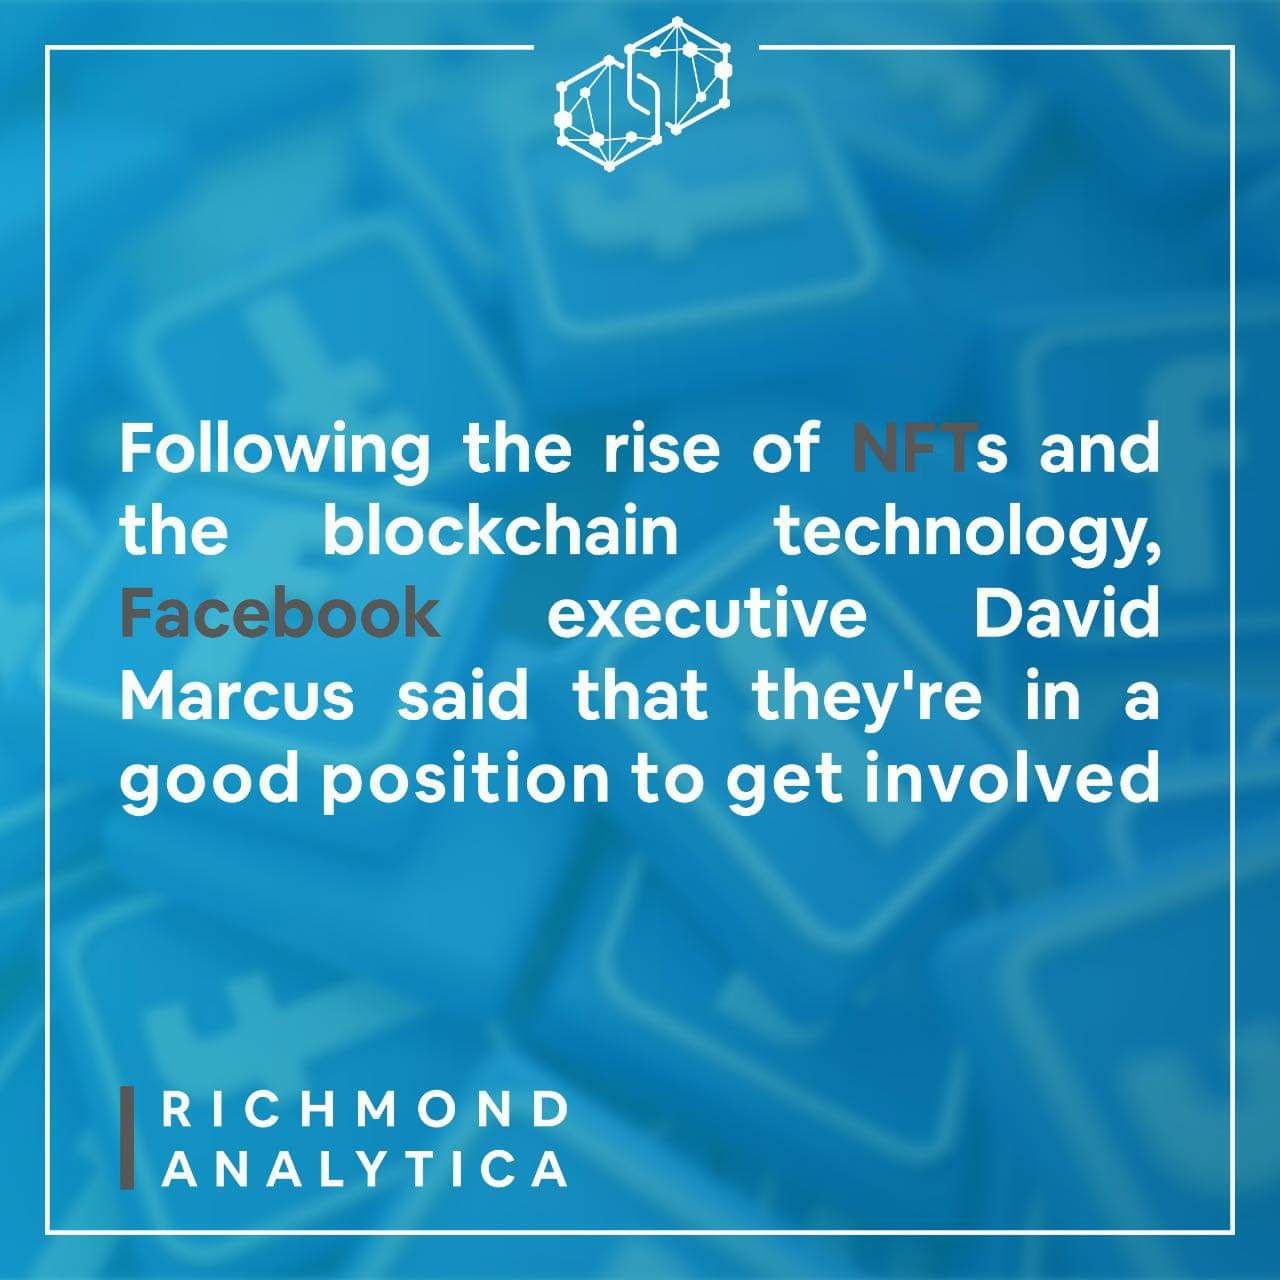 Following the rise of NFTs and
the blockchain technology,
Facebook executive David
Marcus said that they're in a
good position to get involved
RICHMOND
ANALYTICA